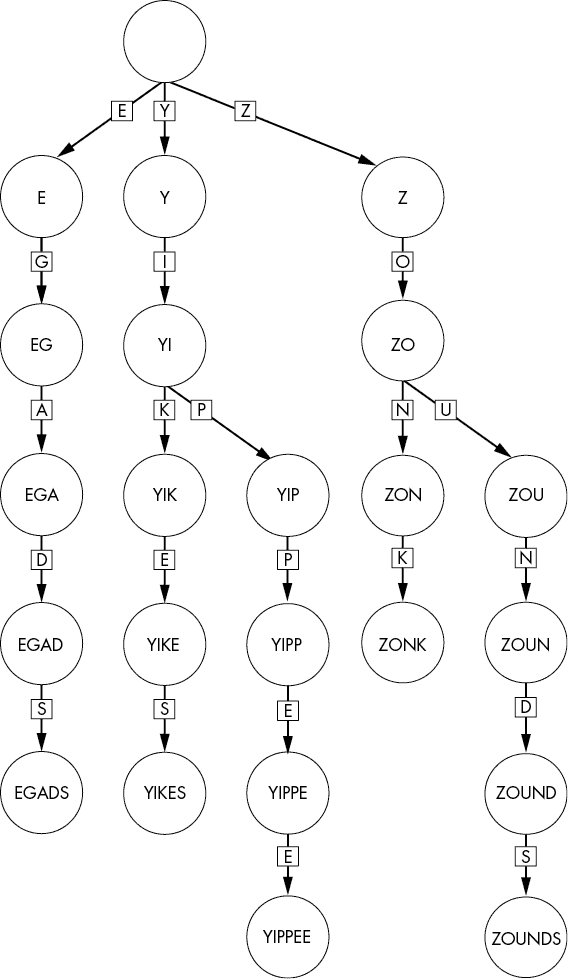 E Y Z
E Y Z
G I O
EG YI ZO
A K P N U
EGA YIK YIP ZON ZOU
D E P K N
EGAD YIKE YIPP ZONK ZOUN
S S E D
EGADS YIKES YIPPE ZOUND
E S
YIPPEE ZOUNDS